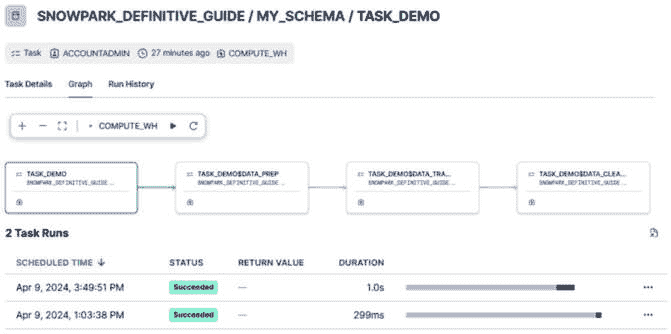 SNOWPARK_DEFINITIVE_GUIDE / MY_SCHEMA / TASK_DEMO
Task ACCOUNTADMIN 27 minutes ago COMPUTE_WH
Task Details Graph Run History
COMPUTE_WH
TASK_DEMO TASK_DEMO$DATA_PREP TASK_DEMO$DATA_TRA... TASK_DEMO$DATA_CLEA...
SNOWPARK_DEFINITIVE_GUIDE ... SNOWPARK_DEFINITIVE_GUIDE ... SNOWPARK_DEFINITIVE_GUIDE ... SNOWPARK_DEFINITIVE_GUIDE ...
2 Task Runs
SCHEDULED TIME STATUS RETURN VALUE DURATION
Apr 9, 2024, 3:49:51 PM Succeeded — 1.0s
Apr 9, 2024, 1:03:38 PM Succeeded — 299ms